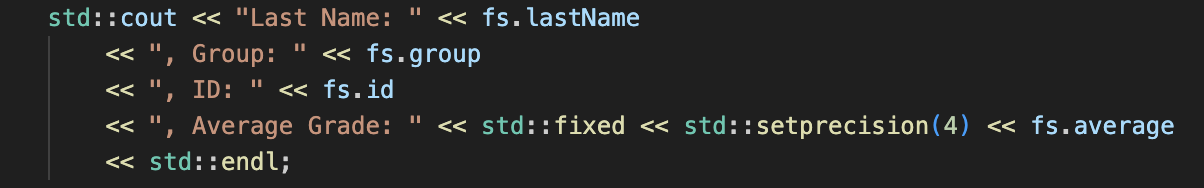 std::cout << "Last Name: " << fs.lastName
<< ", Group: " << fs.group
<< ", ID: " << fs.id
<< ", Average Grade: " << std::fixed << std::setprecision(4) << fs.average
<< std::endl;